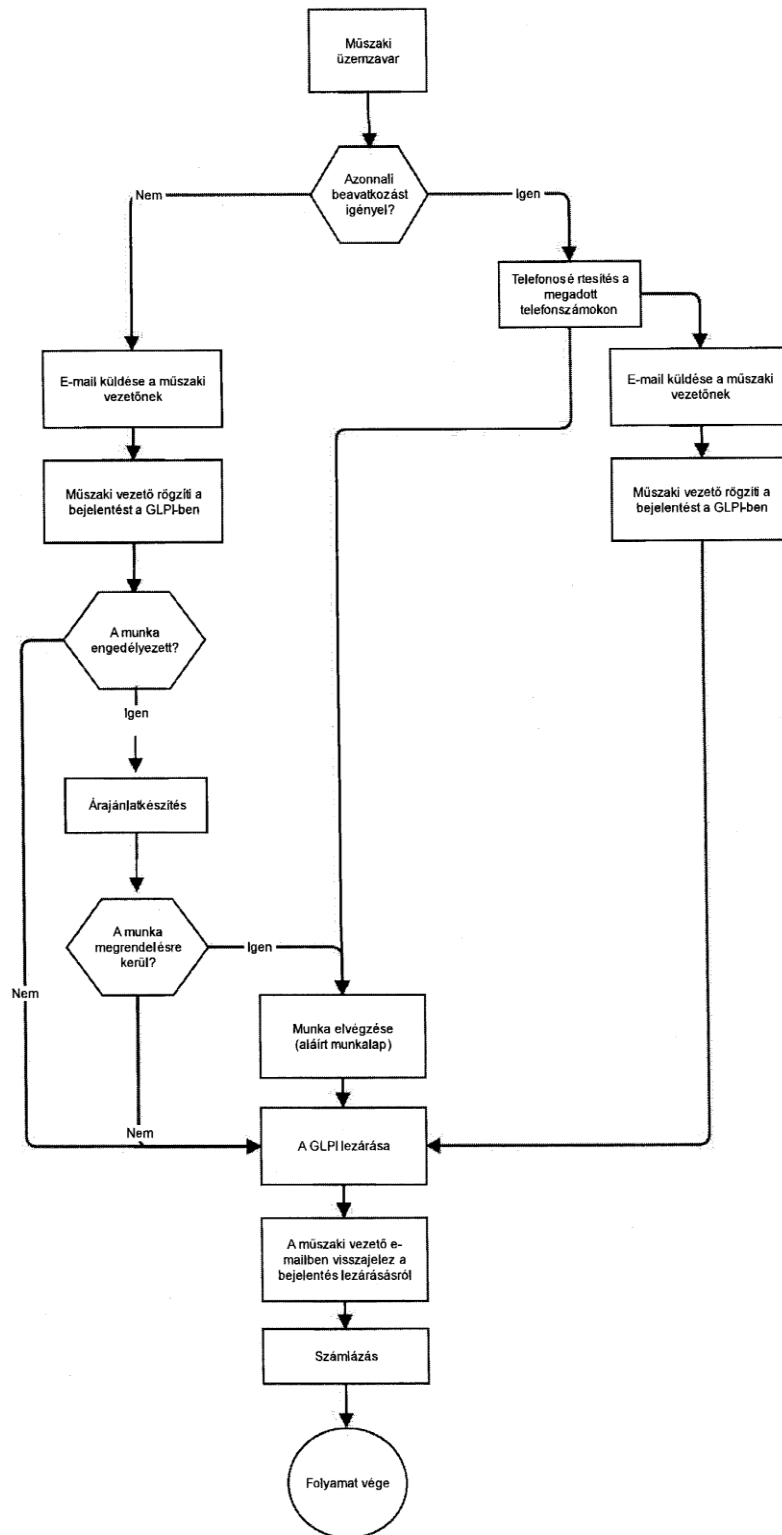 Műszaki
üzemzavar
Azonnali
beavatkozást
igényel?
Nem
Igen
Telefonosé rtesítés a
megadott
telefonszámokon
E-mail küldése a műszaki
vezetőnek
E-mail küldése a műszaki
vezetőnek
Műszaki vezető rögzíti a
bejelentést a GLPI-ben
Műszaki vezető rögzíti a
bejelentést a GLPI-ben
A munka
engedélyezett?
Igen
Árajánlatkészítés
A munka
megrendelésre
kerül?
Igen
Nem
Munka elvégzése
(aláírt munkalap)
Nem
A GLPI lezárása
A műszaki vezető e-
mailben visszajelez a
bejelentés lezárásásról
Számlázás
Folyamat vége